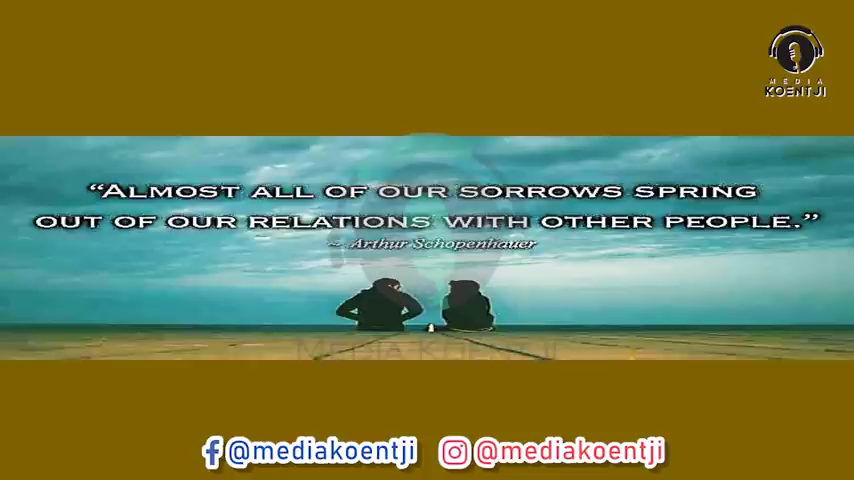 MEDIA
KOENTJI
“ALMOST ALL OF OUR SORROWS SPRING
OUT OF OUR RELATIONS WITH OTHER PEOPLE.”
~ Arthur Schopenhauer
MEDIA KOENTJI
@mediakoentji @mediakoentji